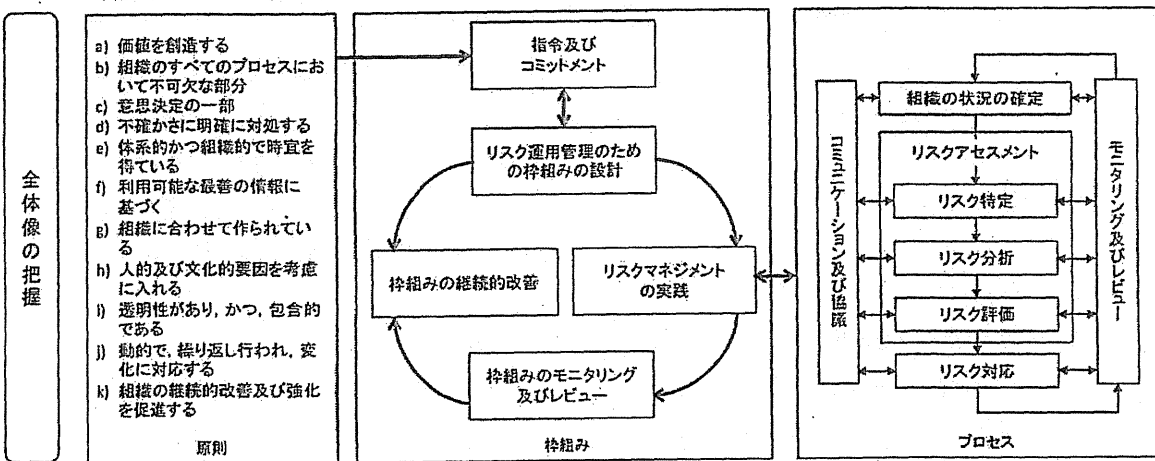 全体像の把握
a) 価値を創造する
b) 組織のすべてのプロセスにお
いて不可欠な部分
c) 意思決定の一部
d) 不確かさに明確に対処する
e) 体系的かつ組織的で時宜を
得ている
f) 利用可能な最善の情報に
基づく
g) 組織に合わせて作られてい
る
h) 人的及び文化的要因を考慮
に入れる
i) 透明性があり，かつ，包含的
である
j) 動的で，繰り返し行われ，変
化に対応する
k) 組織の継続的改善及び強化
を促進する
原則
指令及び
コミットメント
リスク運用管理のため
の枠組みの設計
枠組みの継続的改善
リスクマネジメント
の実践
枠組みのモニタリング
及びレビュー
枠組み
コミュニケーション及び協議
組織の状況の確定
リスクアセスメント
リスク特定
リスク分析
リスク評価
リスク対応
モニタリング及びレビュー
プロセス